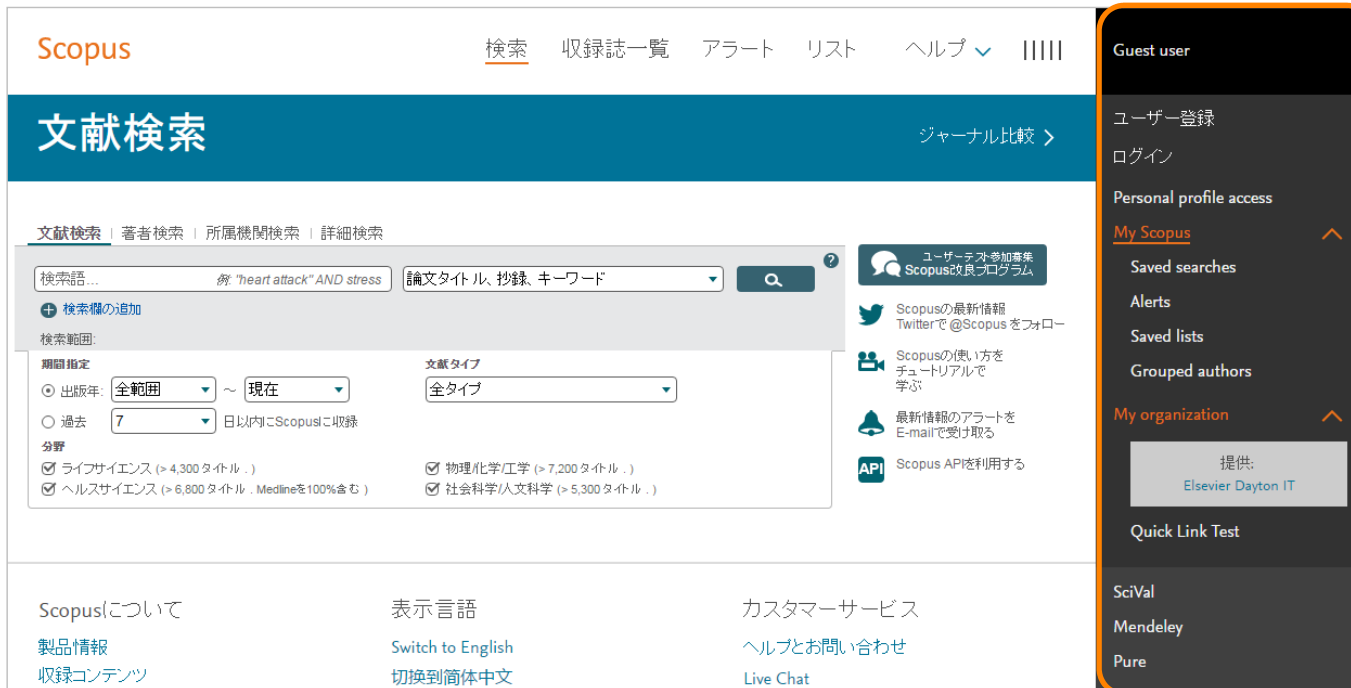 Scopus
検索 収録誌一覧 アラート リスト ヘルプ
文献検索
ジャーナル比較
文献検索 | 著者検索 | 所属機関検索 | 詳細検索
検索語... 例: "heart attack" AND stress
論文タイトル、抄録、キーワード
?
検索欄の追加
検索範囲:
期間指定
出版年: 全範囲 ～ 現在
過去 7 日以内にScopusに収録
文献タイプ
全タイプ
分野
ライフサイエンス (> 4,300 タイトル . )
物理/化学/工学 (> 7,200 タイトル . )
ヘルスサイエンス (> 6,800 タイトル . Medlineを100%含む )
社会科学/人文科学 (> 5,300 タイトル . )
ユーザーテスト参加募集
Scopus改良プログラム
Scopusの最新情報
Twitterで @Scopus をフォロー
Scopusの使い方を
チュートリアルで
学ぶ
最新情報のアラートを
E-mailで受け取る
API Scopus APIを利用する
Scopusについて
製品情報
収録コンテンツ
表示言語
Switch to English
切换到简体中文
カスタマーサービス
ヘルプとお問い合わせ
Live Chat
Guest user
ユーザー登録
ログイン
Personal profile access
My Scopus
Saved searches
Alerts
Saved lists
Grouped authors
My organization
提供:
Elsevier Dayton IT
Quick Link Test
SciVal
Mendeley
Pure